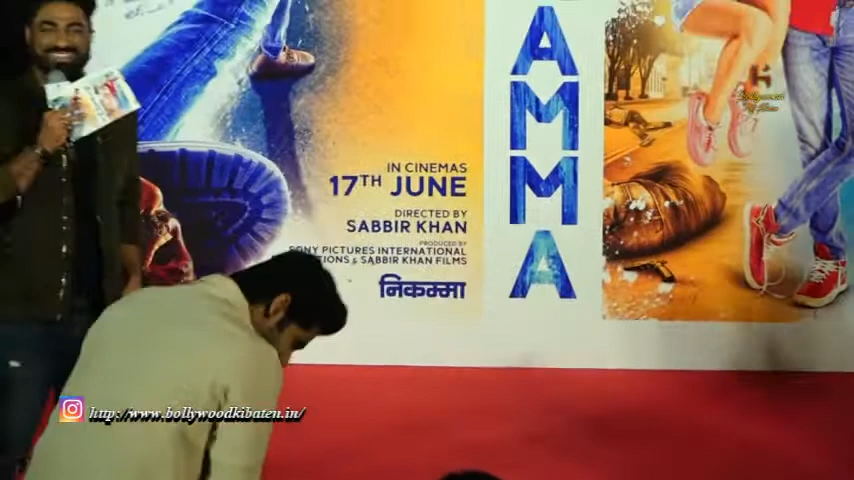 17TH
IN CINEMAS
JUNE
DIRECTED BY
SABBIR KHAN
PRODUCED BY
SONY PICTURES INTERNATIONAL
SABBIR KHAN FILMS
निकम्मा
AMMA
http://www.bollywoodkibaten.in/